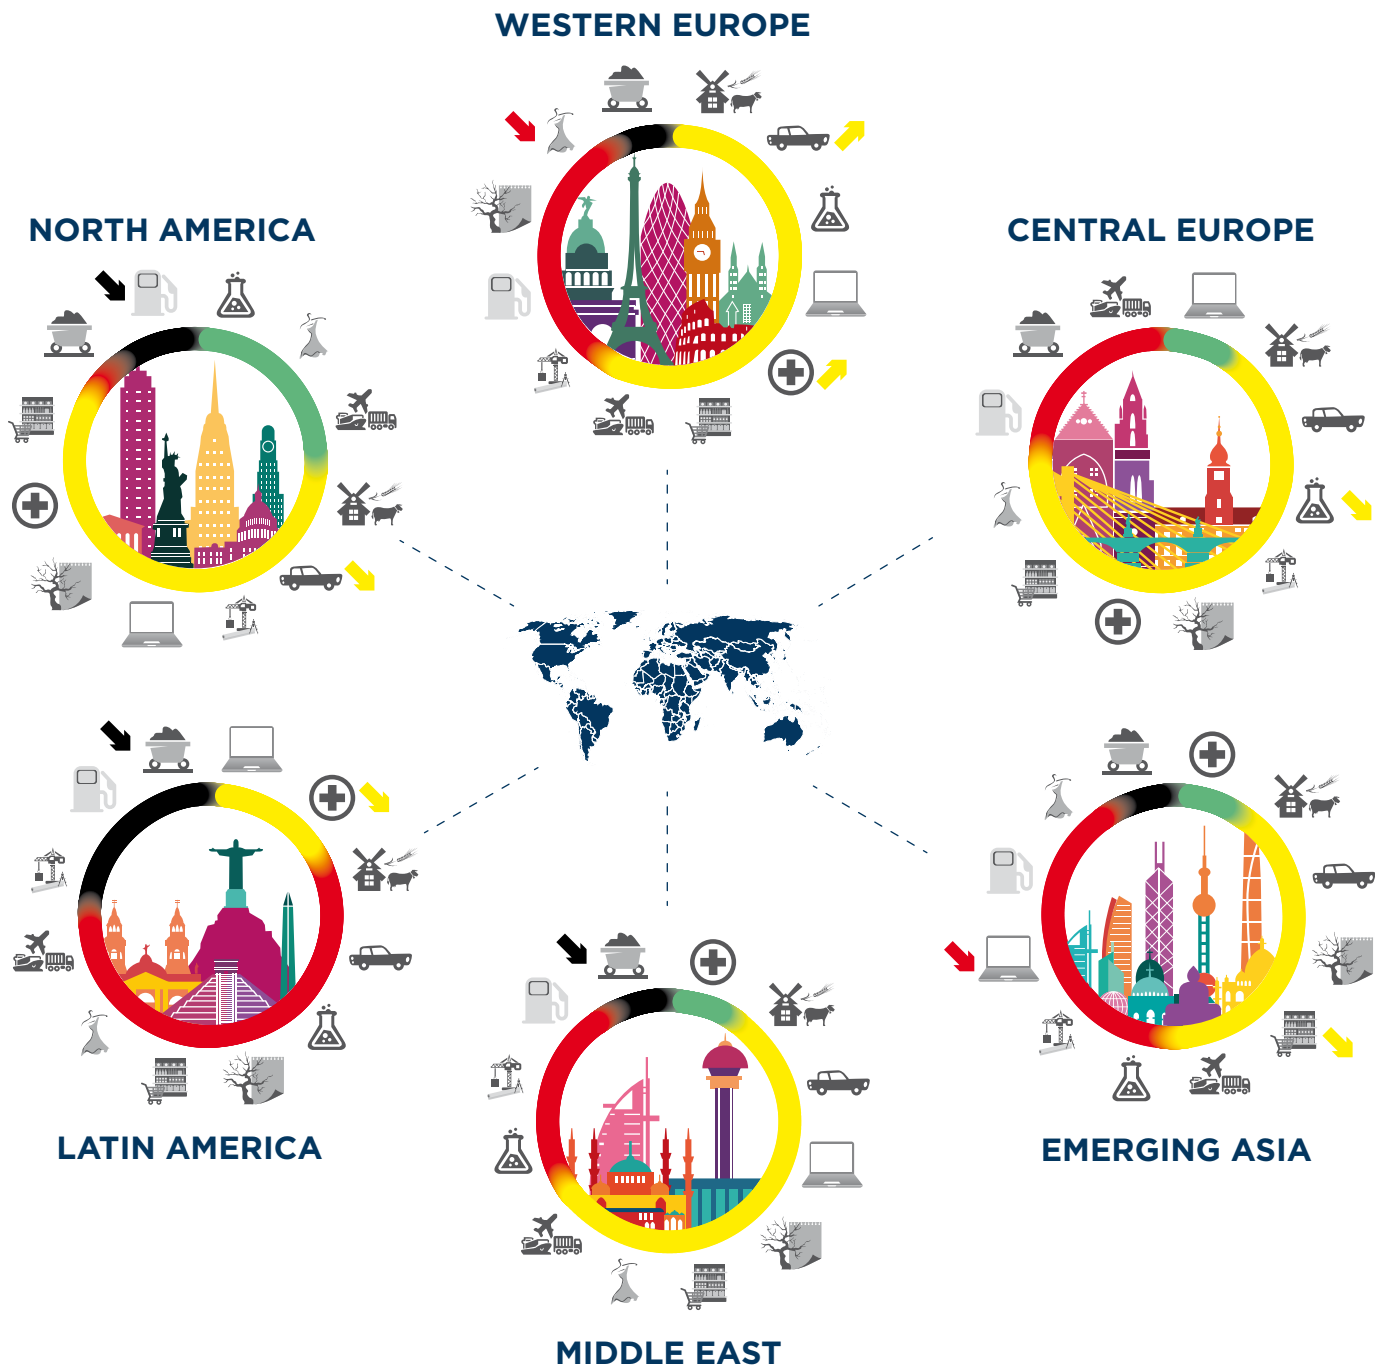 WESTERN EUROPE
NORTH AMERICA
CENTRAL EUROPE
LATIN AMERICA
EMERGING ASIA
MIDDLE EAST